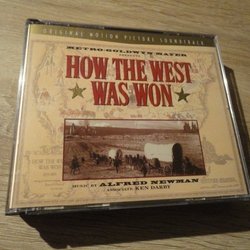 ORIGINAL MOTION PICTURE SOUNDTRACK
METRO-GOLDWYN-MAYER
PRESENTS
HOW THE WEST
WAS WON
MUSIC BY ALFRED NEWMAN
ASSOCIATE KEN DARBY